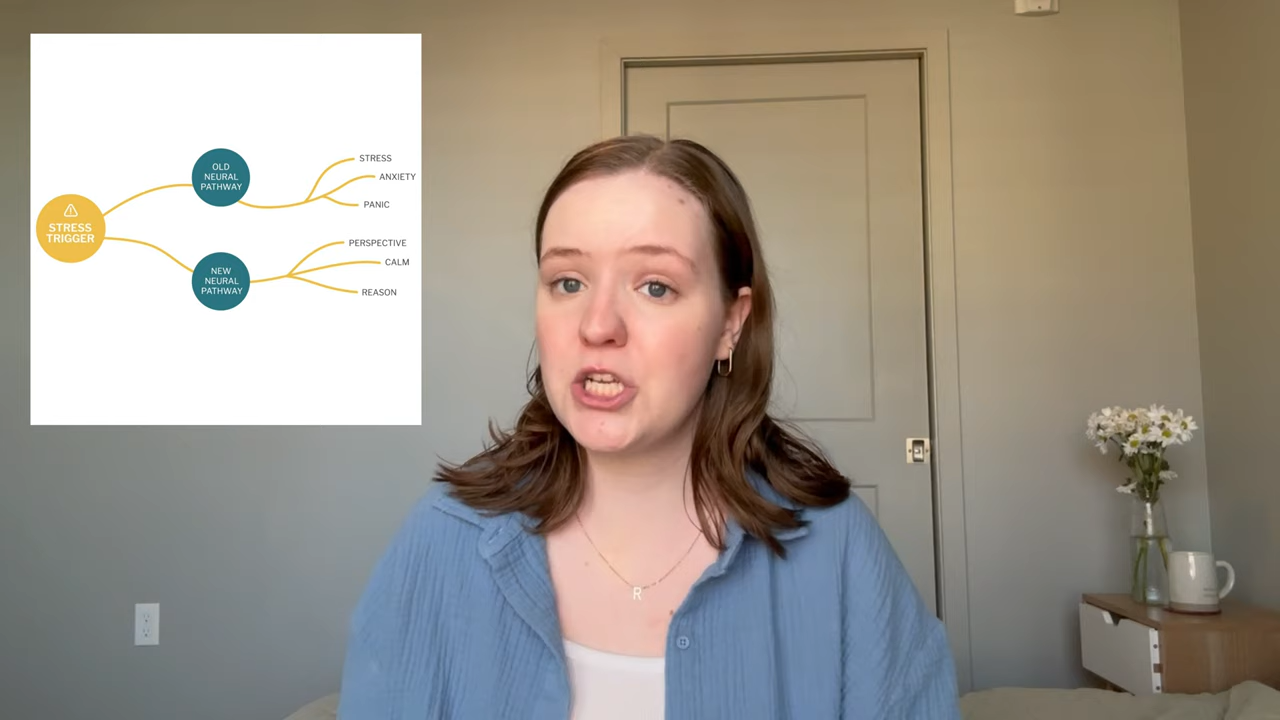 STRESS
TRIGGER
OLD
NEURAL
PATHWAY
STRESS
ANXIETY
PANIC
NEW
NEURAL
PATHWAY
PERSPECTIVE
CALM
REASON
R